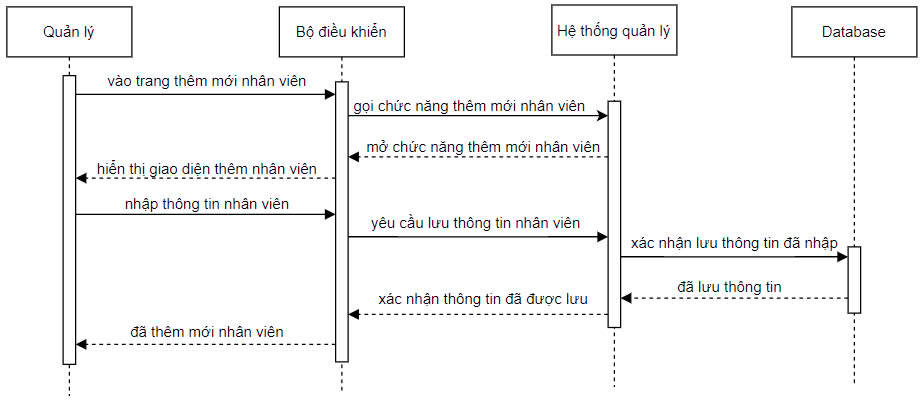 Quản lý
Bộ điều khiển
Hệ thống quản lý
Database
vào trang thêm mới nhân viên
gọi chức năng thêm mới nhân viên
mở chức năng thêm mới nhân viên
hiển thị giao diện thêm nhân viên
nhập thông tin nhân viên
yêu cầu lưu thông tin nhân viên
xác nhận lưu thông tin đã nhập
đã lưu thông tin
xác nhận thông tin đã được lưu
đã thêm mới nhân viên